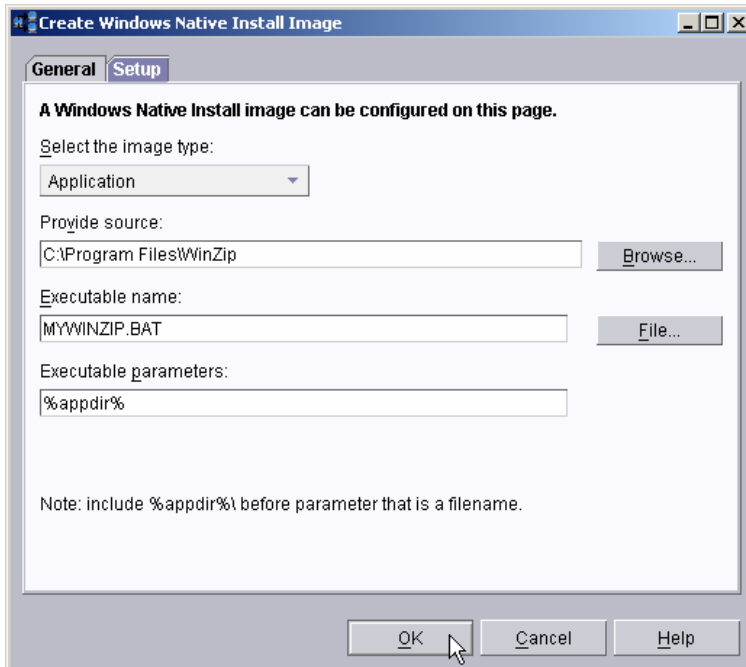 Create Windows Native Install Image
General Setup
A Windows Native Install image can be configured on this page.
Select the image type:
Application
Provide source:
C:\Program Files\WinZip
Browse...
Executable name:
MYWINZIP.BAT
File...
Executable parameters:
%appdir%
Note: include %appdir%\ before parameter that is a filename.
OK Cancel Help